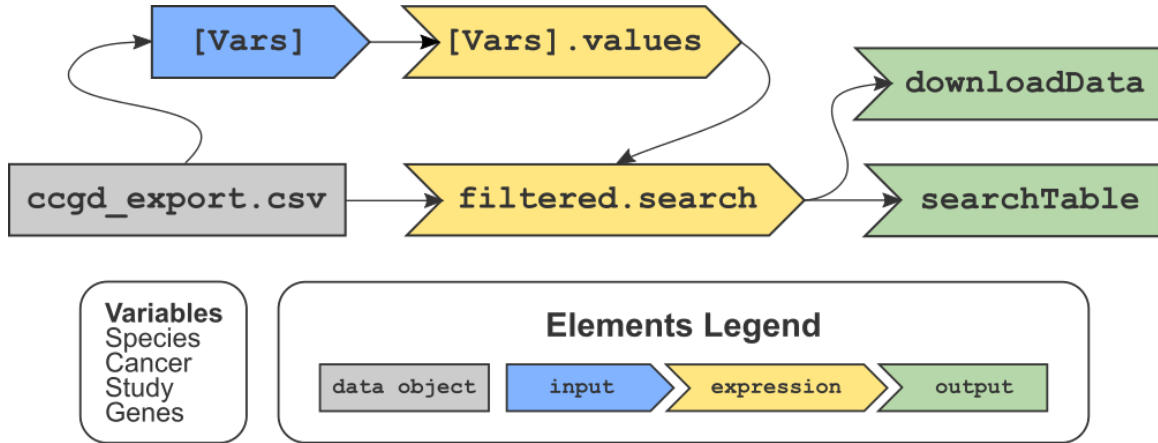 [Vars]
[Vars].values
downloadData
ccgd_export.csv
filtered.search
searchTable
Variables
Species
Cancer
Study
Genes
Elements Legend
data object
input
expression
output